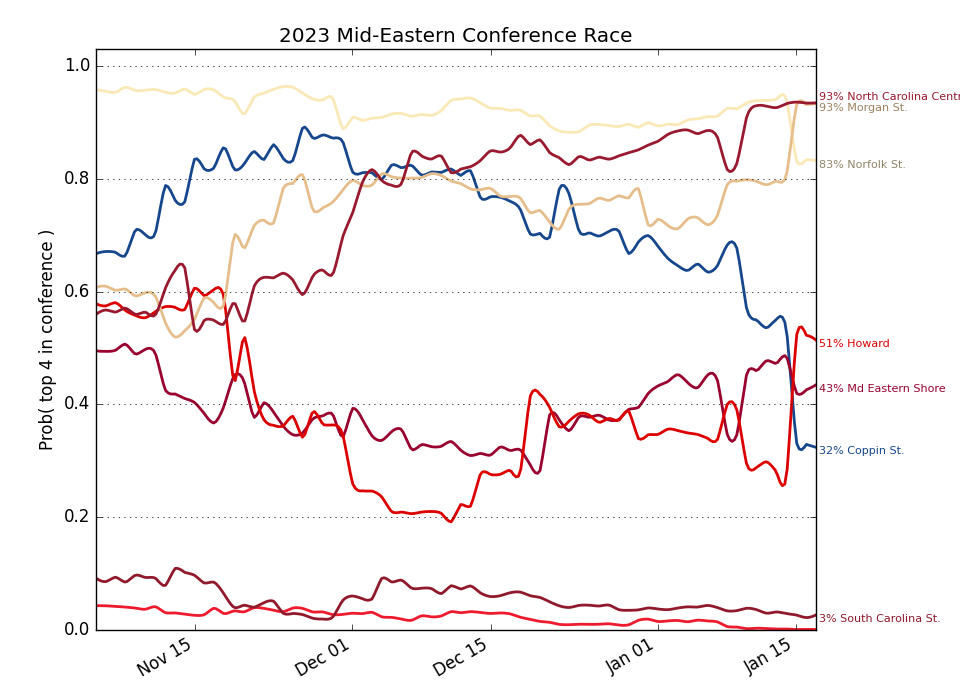 2023 Mid-Eastern Conference Race
Prob( top 4 in conference )
1.0
0.8
0.6
0.4
0.2
0.0
Nov 15
Dec 01
Dec 15
Jan 01
Jan 15
93% North Carolina Centr
93% Morgan St.
83% Norfolk St.
51% Howard
43% Md Eastern Shore
32% Coppin St.
3% South Carolina St.